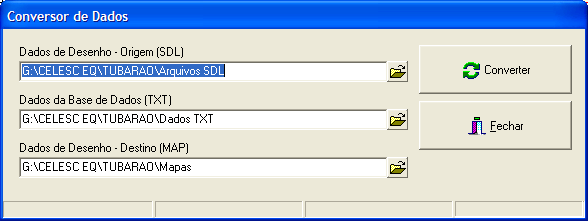 Conversor de Dados
Dados de Desenho - Origem (SDL)
G:\CELESC EQ\TUBARAO\Arquivos SDL
Converter
Dados da Base de Dados (TXT)
G:\CELESC EQ\TUBARAO\Dados TXT
Fechar
Dados de Desenho - Destino (MAP)
G:\CELESC EQ\TUBARAO\Mapas